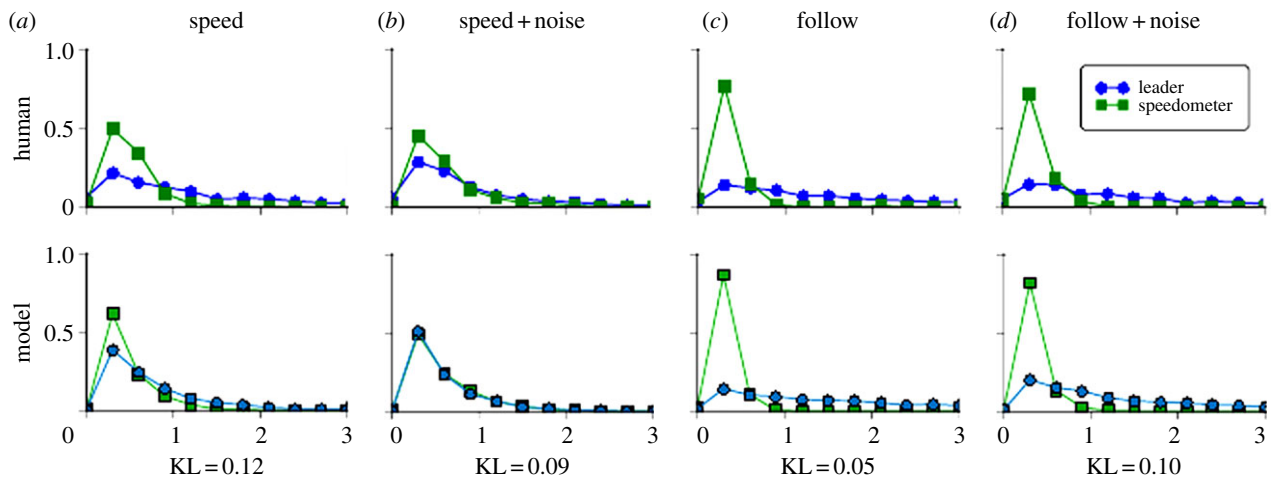 (a) speed (b) speed + noise (c) follow (d) follow + noise
1.0
human
0.5
0
leader
speedometer
1.0
model
0.5
0 1 2 3 0 1 2 3 0 1 2 3 0 1 2 3
KL = 0.12 KL = 0.09 KL = 0.05 KL = 0.10